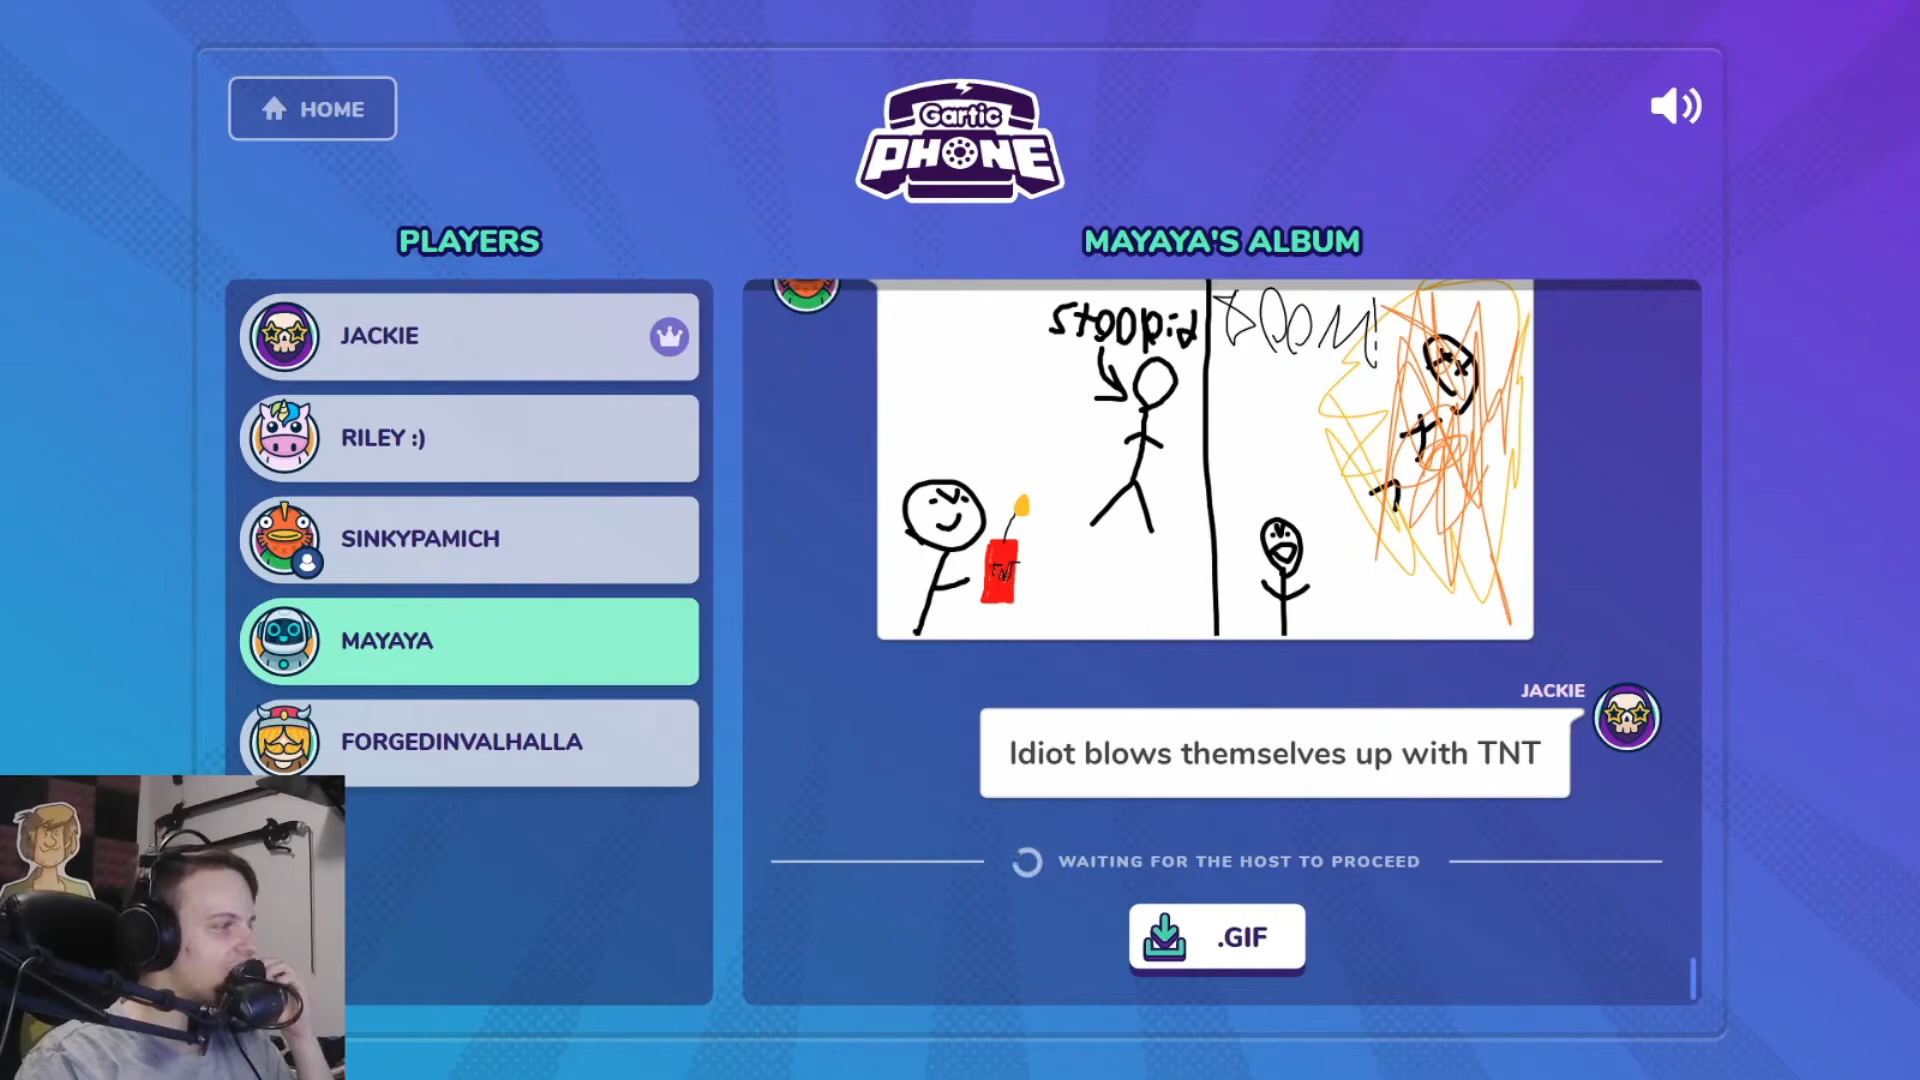 HOME
Gartic
PHONE
PLAYERS
MAYAYA'S ALBUM
JACKIE
RILEY :)
SINKYPAMICH
MAYAYA
FORGEDINVALHALLA
stoopid
BOOM!
TNT
JACKIE
Idiot blows themselves up with TNT
WAITING FOR THE HOST TO PROCEED
.GIF